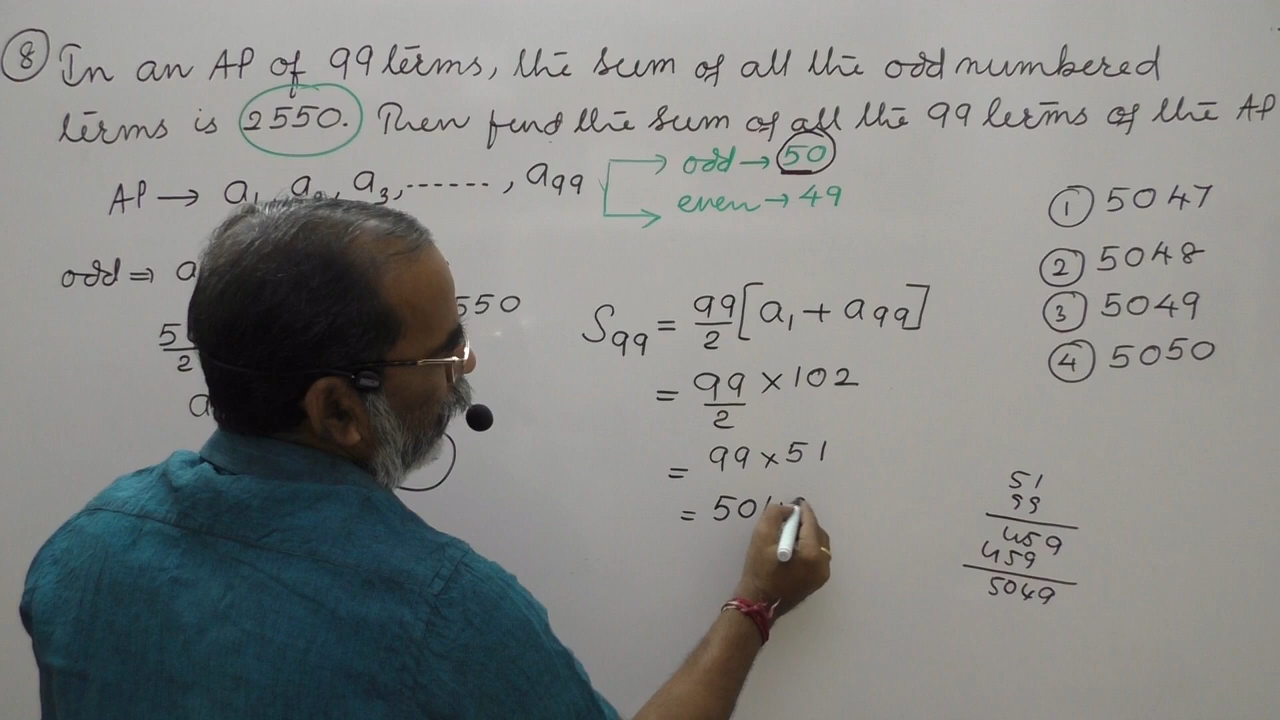 ⑧ In an AP of 99 terms, the sum of all the odd numbered
terms is 2550. Then find the sum of all the 99 terms of the AP
AP → a₁, a₂, a₃, ......, a₉₉
odd → 50
even → 49
odd ⇒ a
550
5
2
a
S₉₉ = 99/2 [a₁ + a₉₉]
= 99/2 × 102
= 99 × 51
= 50
① 5047
② 5048
③ 5049
④ 5050
51
99
459
459
5049